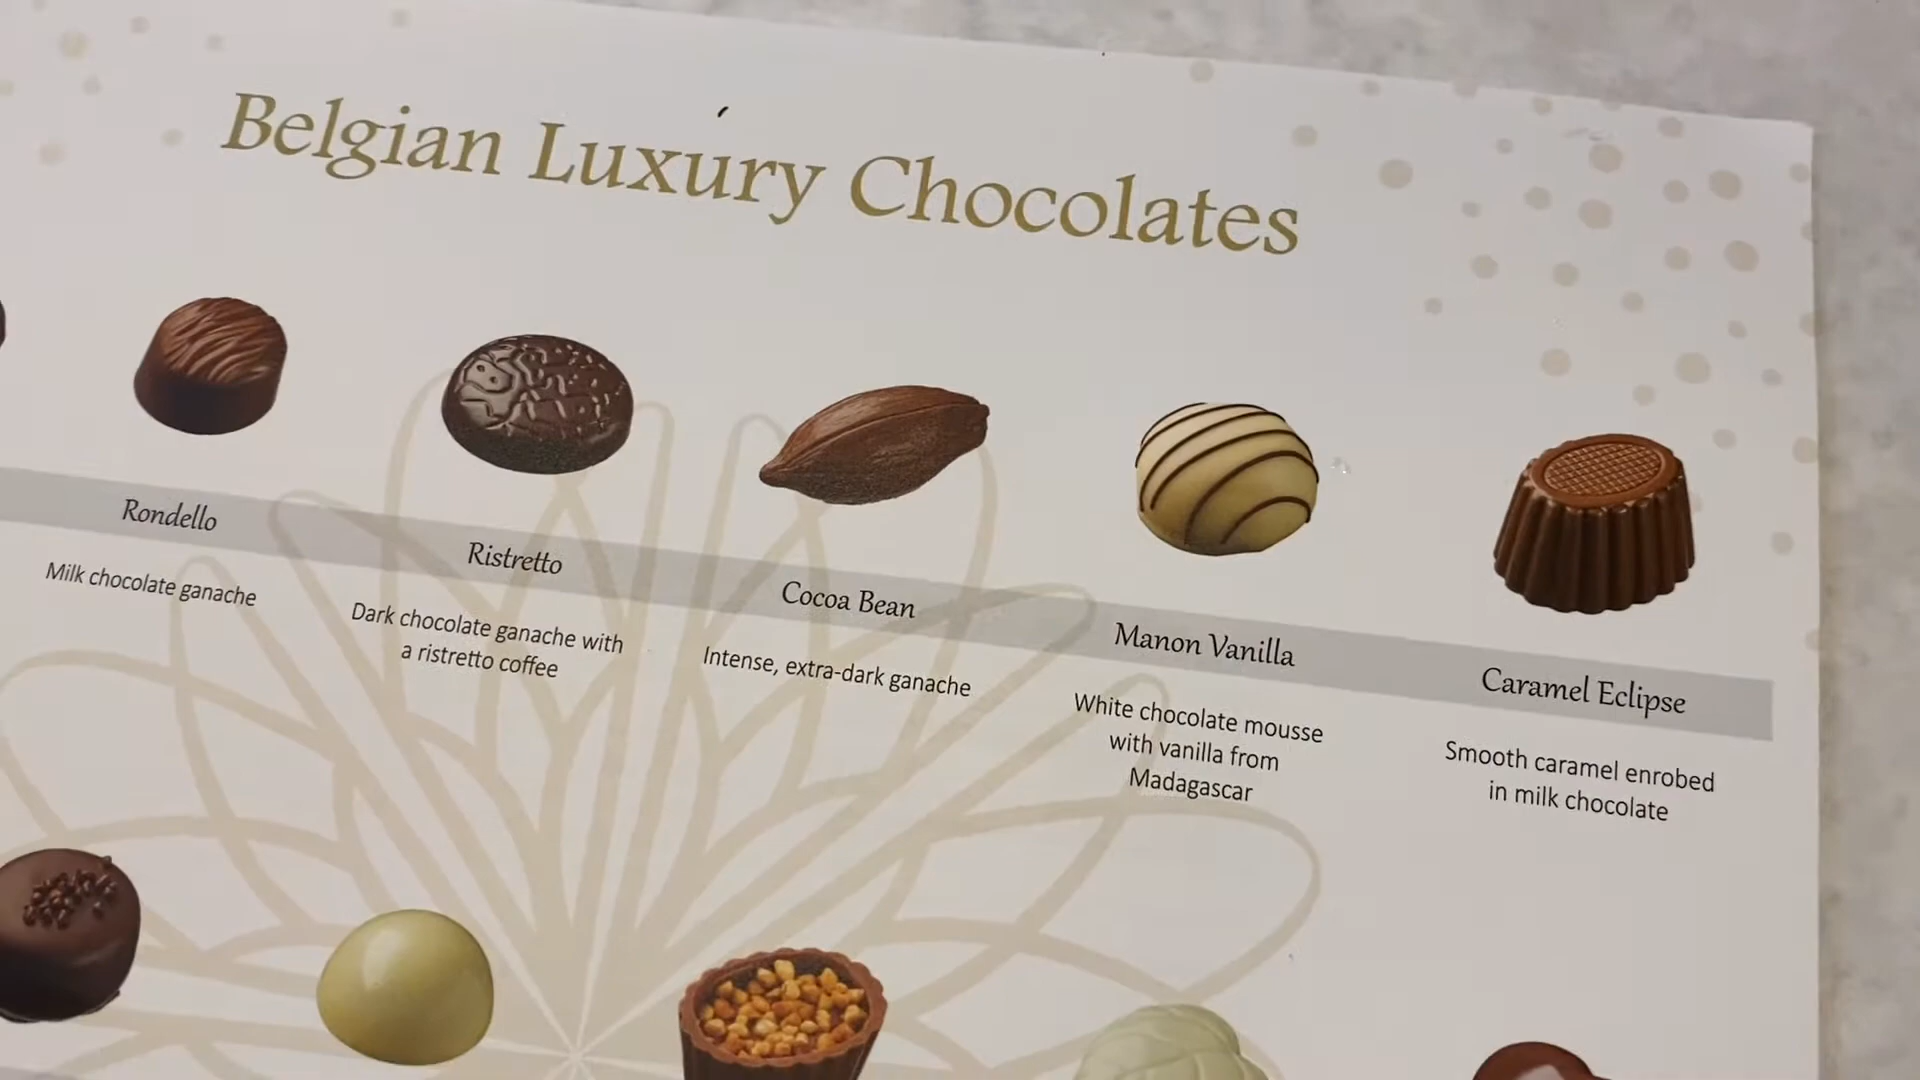 Belgian Luxury Chocolates
Rondello
Milk chocolate ganache
Ristretto
Dark chocolate ganache with
a ristretto coffee
Cocoa Bean
Intense, extra-dark ganache
Manon Vanilla
White chocolate mousse
with vanilla from
Madagascar
Caramel Eclipse
Smooth caramel enrobed
in milk chocolate